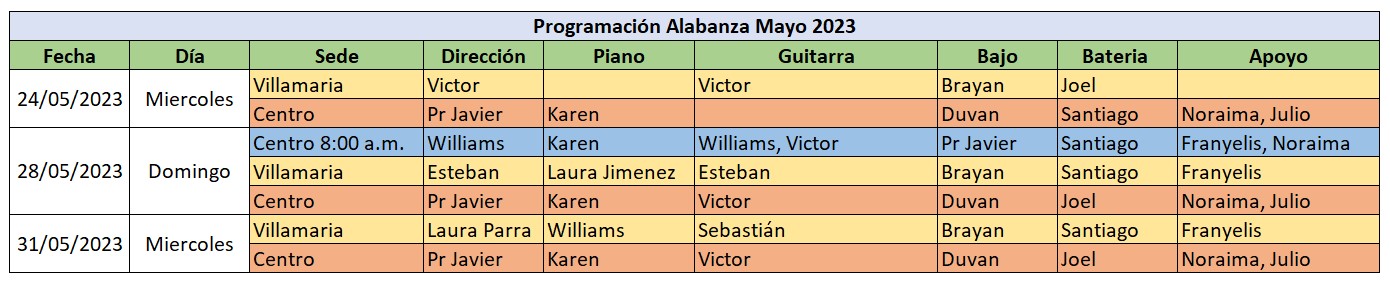 Programación Alabanza Mayo 2023
Fecha Día Sede Dirección Piano Guitarra Bajo Bateria Apoyo
24/05/2023 Miercoles Villamaria Victor Victor Brayan Joel
Centro Pr Javier Karen Duvan Santiago Noraima, Julio
28/05/2023 Domingo Centro 8:00 a.m. Williams Karen Williams, Victor Pr Javier Santiago Franyelis, Noraima
Villamaria Esteban Laura Jimenez Esteban Brayan Santiago Franyelis
Centro Pr Javier Karen Victor Duvan Joel Noraima, Julio
31/05/2023 Miercoles Villamaria Laura Parra Williams Sebastián Brayan Santiago Franyelis
Centro Pr Javier Karen Victor Duvan Joel Noraima, Julio